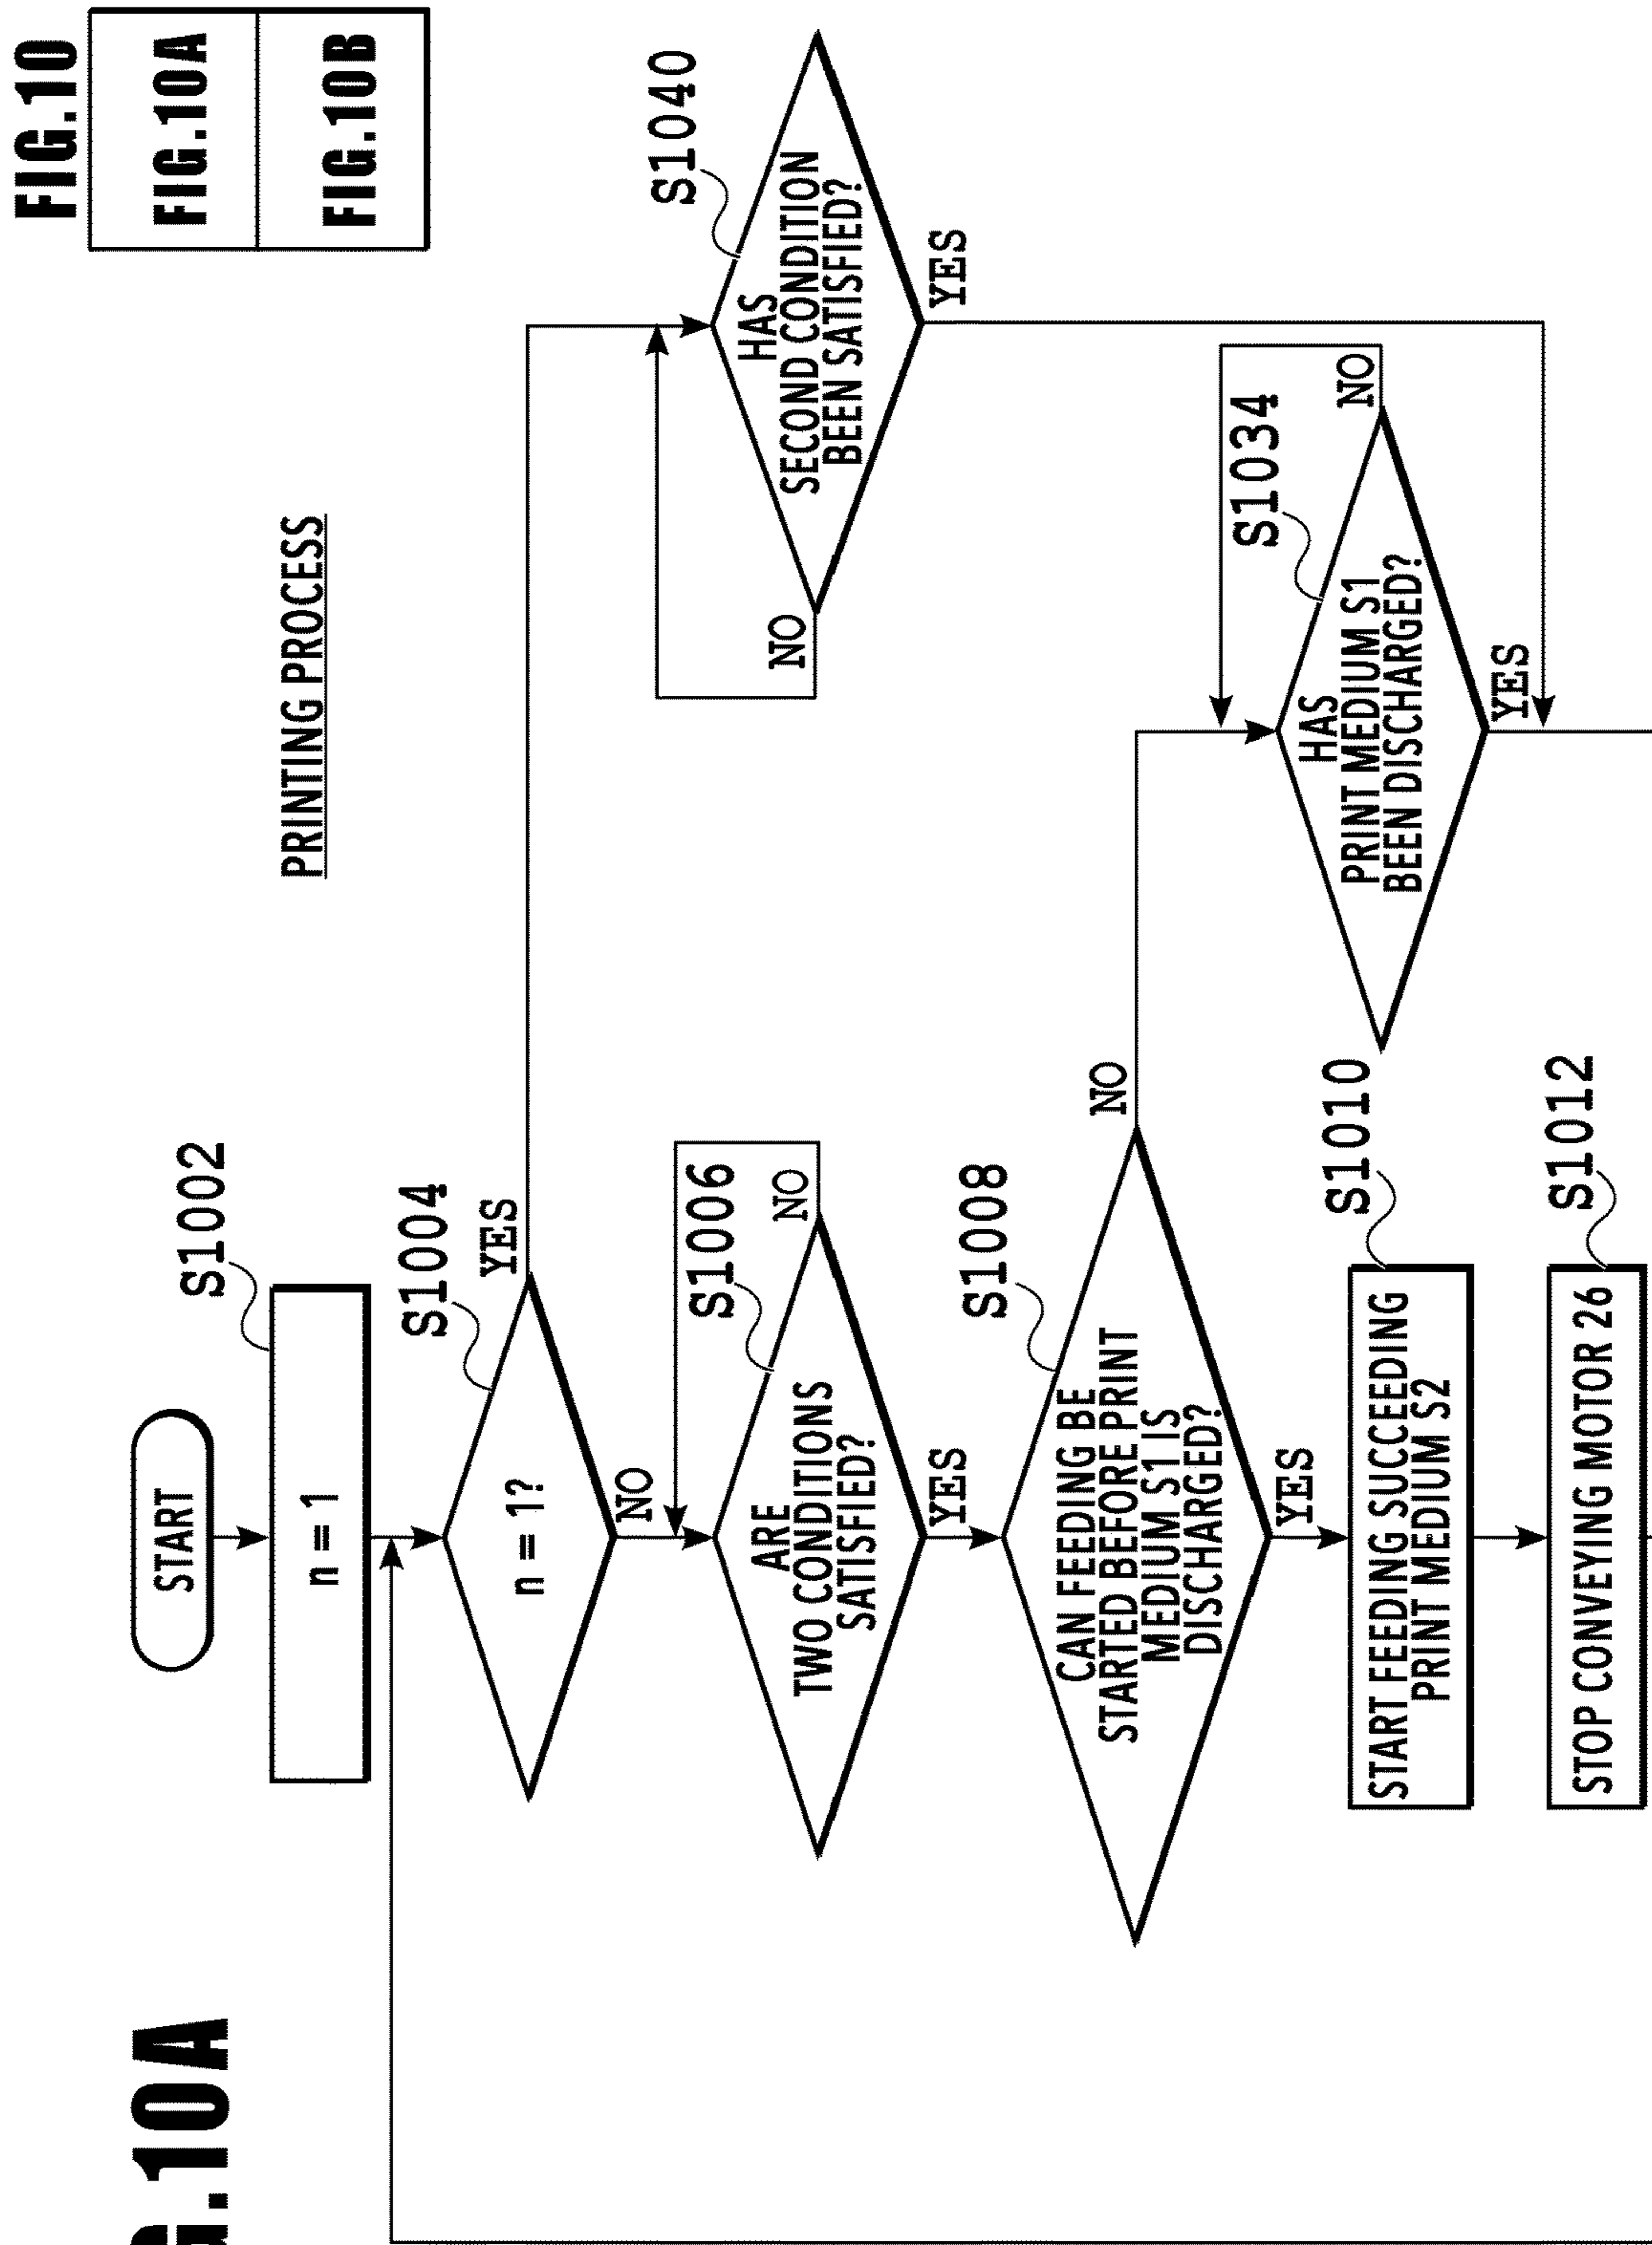 G.10A
FIG.10
FIG.10A
FIG.10B
PRINTING PROCESS
START
S1002
n = 1
S1004
n = 1?
YES
NO
S1006
ARE
TWO CONDITIONS
SATISFIED?
NO
YES
S1040
HAS
SECOND CONDITION
BEEN SATISFIED?
NO
YES
S1008
CAN FEEDING BE
STARTED BEFORE PRINT
MEDIUM S1 IS
DISCHARGED?
NO
YES
S1034
HAS
PRINT MEDIUM S1
BEEN DISCHARGED?
NO
YES
S1010
START FEEDING SUCCEEDING
PRINT MEDIUM S2
S1012
STOP CONVEYING MOTOR 26